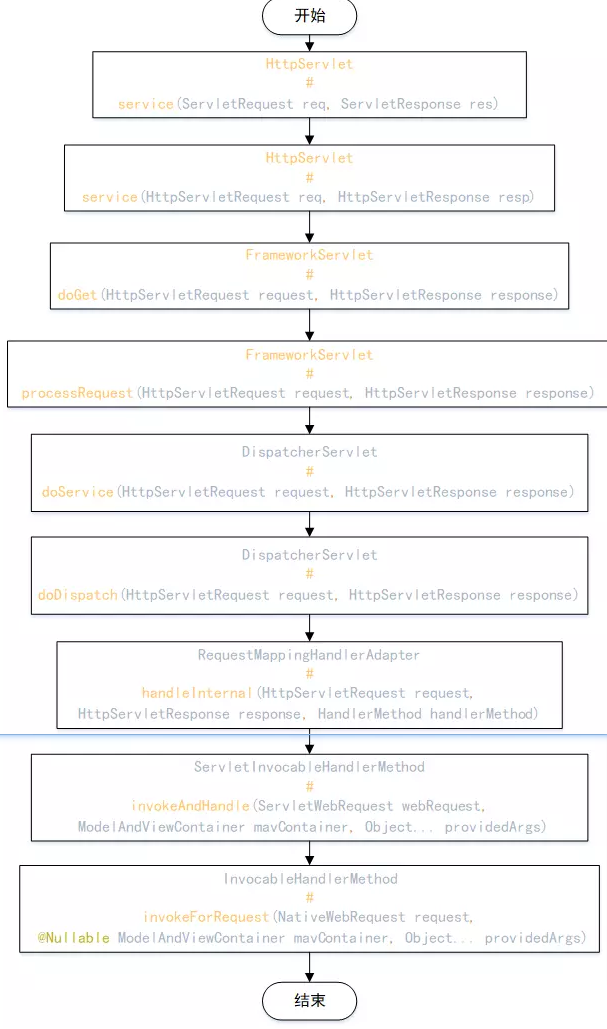 开始
HttpServlet
#
service(ServletRequest req, ServletResponse res)
HttpServlet
#
service(HttpServletRequest req, HttpServletResponse resp)
FrameworkServlet
#
doGet(HttpServletRequest request, HttpServletResponse response)
FrameworkServlet
#
processRequest(HttpServletRequest request, HttpServletResponse response)
DispatcherServlet
#
doService(HttpServletRequest request, HttpServletResponse response)
DispatcherServlet
#
doDispatch(HttpServletRequest request, HttpServletResponse response)
RequestMappingHandlerAdapter
#
handleInternal(HttpServletRequest request,
HttpServletResponse response, HandlerMethod handlerMethod)
ServletInvocableHandlerMethod
#
invokeAndHandle(ServletWebRequest webRequest,
ModelAndViewContainer mavContainer, Object... providedArgs)
InvocableHandlerMethod
#
invokeForRequest(NativeWebRequest request,
@Nullable ModelAndViewContainer mavContainer, Object... providedArgs)
结束